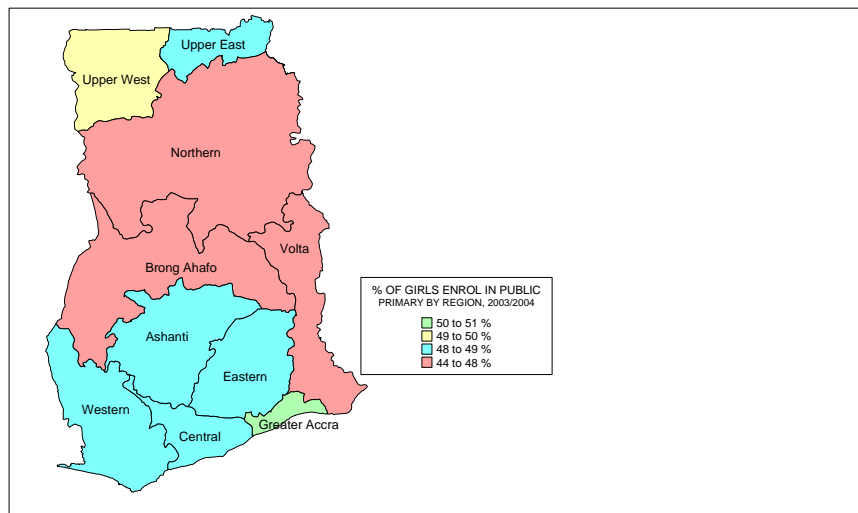 Upper East
Upper West
Northern
Volta
Brong Ahafo
% OF GIRLS ENROL IN PUBLIC
PRIMARY BY REGION, 2003/2004
50 to 51 %
49 to 50 %
48 to 49 %
44 to 48 %
Ashanti
Eastern
Western
Central
Greater Accra